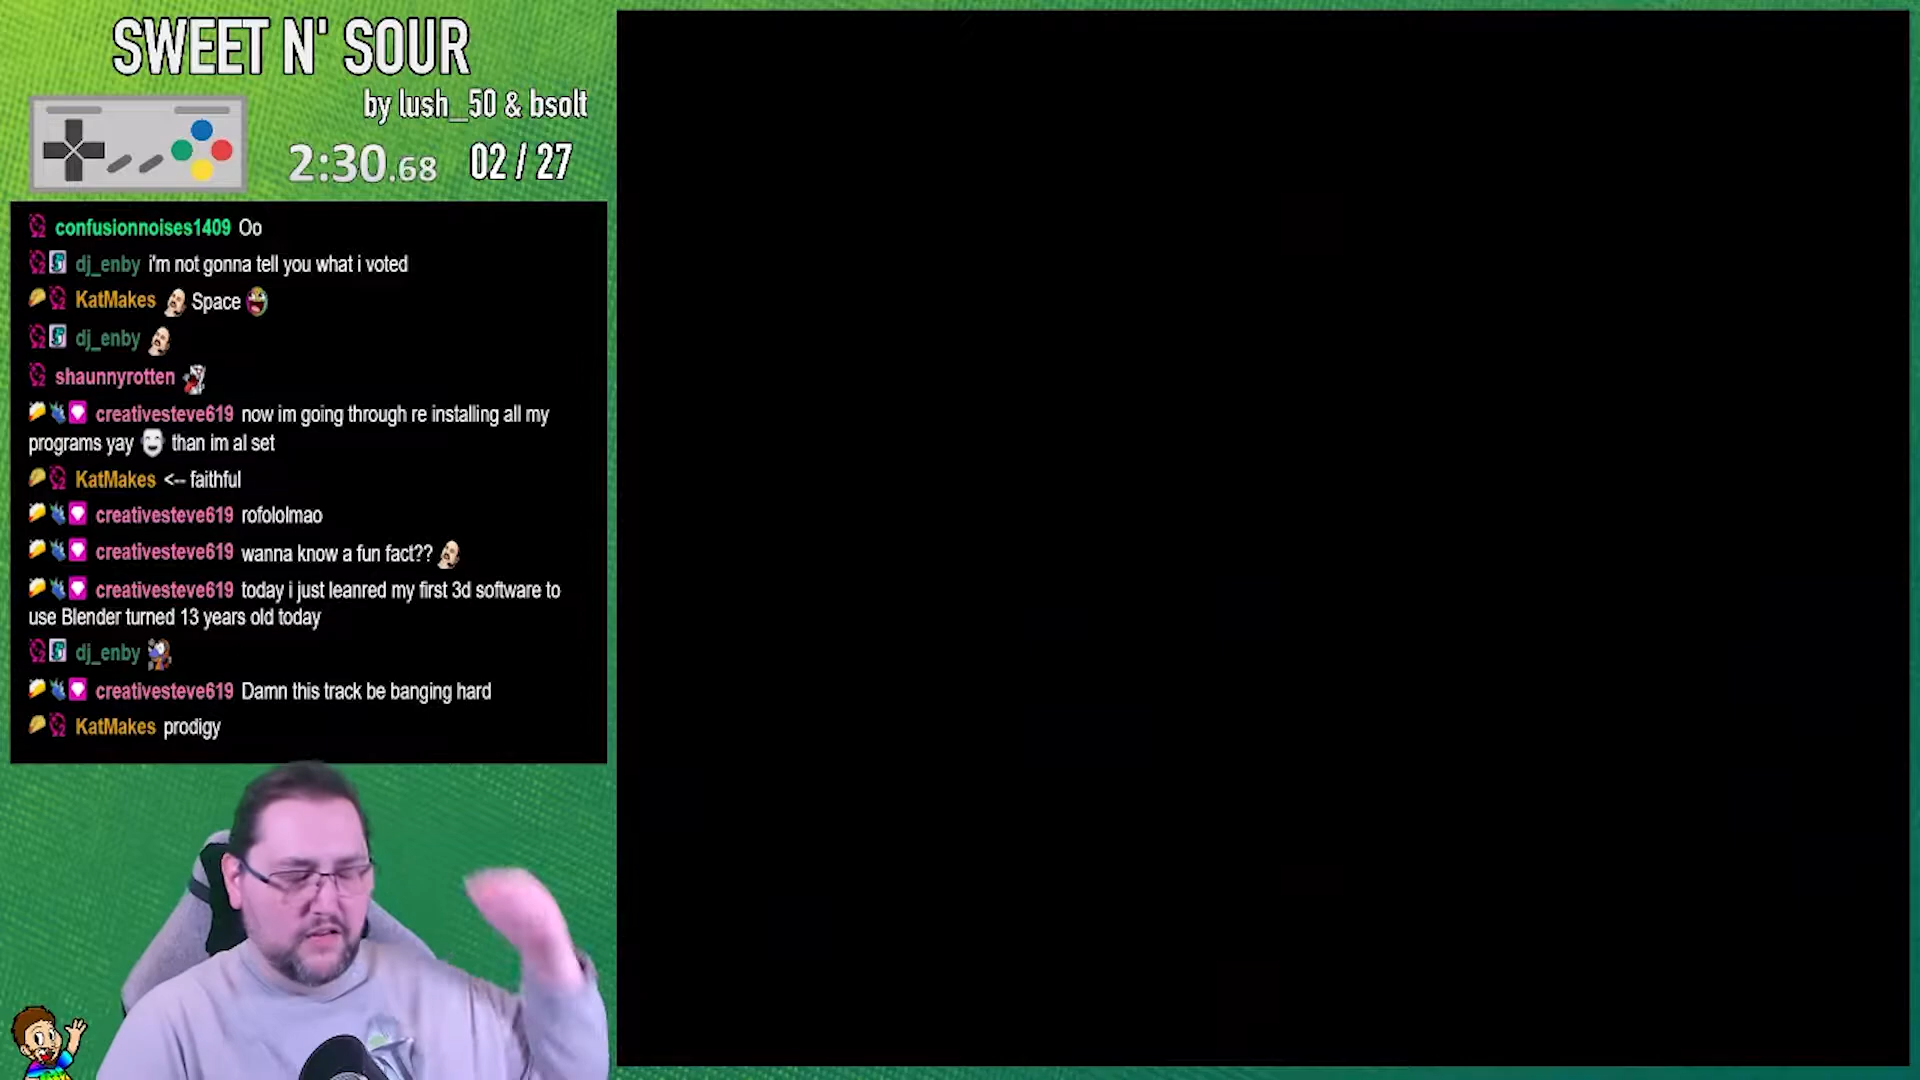 SWEET N' SOUR
by lush_50 & bsolt
2:30.68 02 / 27
confusionnoises1409 Oo
dj_enby i'm not gonna tell you what i voted
KatMakes Space
dj_enby
shaunnyrotten
creativesteve619 now im going through re installing all my
programs yay than im al set
KatMakes <-- faithful
creativesteve619 rofololmao
creativesteve619 wanna know a fun fact??
creativesteve619 today i just leanred my first 3d software to
use Blender turned 13 years old today
dj_enby
creativesteve619 Damn this track be banging hard
KatMakes prodigy